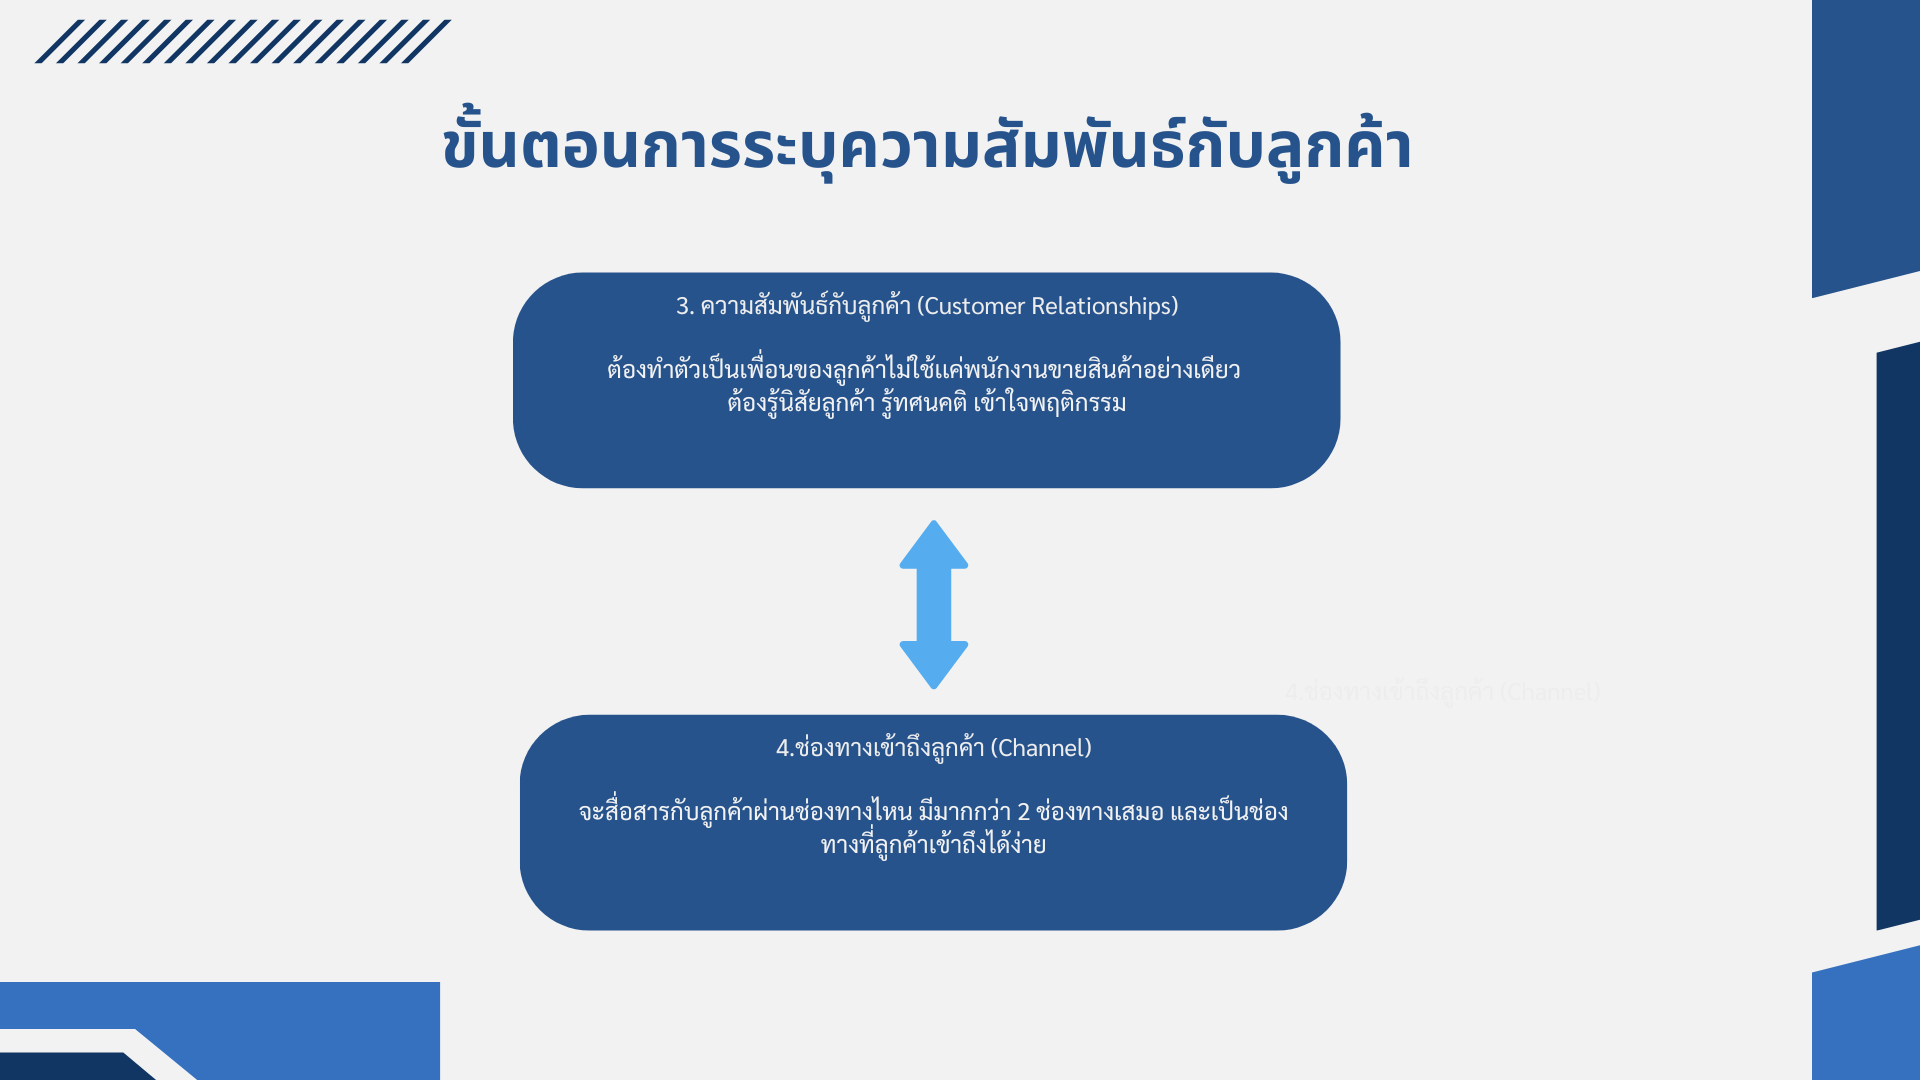 ขั้นตอนการระบุความสัมพันธ์กับลูกค้า
3. ความสัมพันธ์กับลูกค้า (Customer Relationships)
ต้องทำตัวเป็นเพื่อนของลูกค้าไม่ใช้แค่พนักงานขายสินค้าอย่างเดียว
ต้องรู้นิสัยลูกค้า รู้ทศนคติ เข้าใจพฤติกรรม
4.ช่องทางเข้าถึงลูกค้า (Channel)
4.ช่องทางเข้าถึงลูกค้า (Channel)
จะสื่อสารกับลูกค้าผ่านช่องทางไหน มีมากกว่า 2 ช่องทางเสมอ และเป็นช่อง
ทางที่ลูกค้าเข้าถึงได้ง่าย